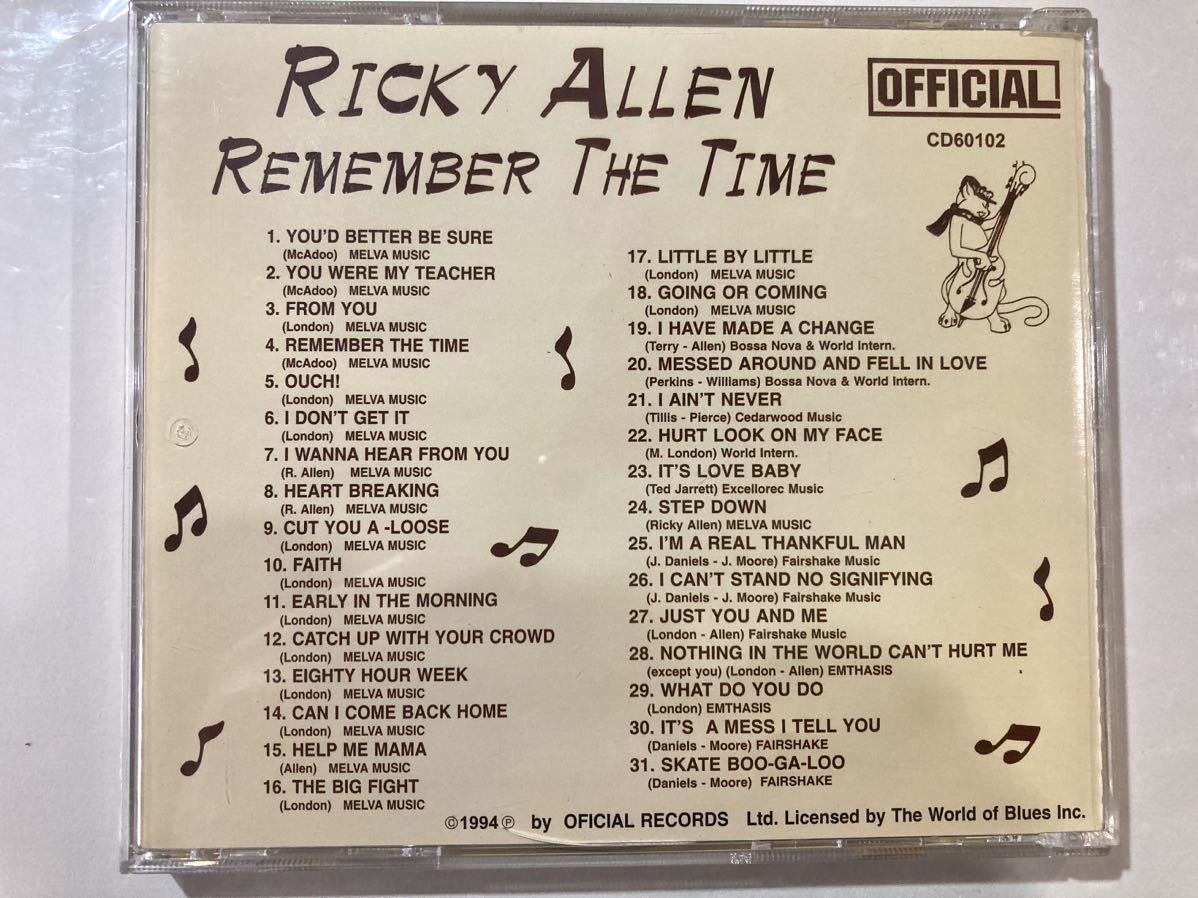 RICKY ALLEN
REMEMBER THE TIME
OFFICIAL
CD60102
1. YOU'D BETTER BE SURE
(McAdoo) MELVA MUSIC
2. YOU WERE MY TEACHER
(McAdoo) MELVA MUSIC
3. FROM YOU
(London) MELVA MUSIC
4. REMEMBER THE TIME
(McAdoo) MELVA MUSIC
5. OUCH!
(London) MELVA MUSIC
6. I DON'T GET IT
(London) MELVA MUSIC
7. I WANNA HEAR FROM YOU
(R. Allen) MELVA MUSIC
8. HEART BREAKING
(R. Allen) MELVA MUSIC
9. CUT YOU A -LOOSE
(London) MELVA MUSIC
10. FAITH
(London) MELVA MUSIC
11. EARLY IN THE MORNING
(London) MELVA MUSIC
12. CATCH UP WITH YOUR CROWD
(London) MELVA MUSIC
13. EIGHTY HOUR WEEK
(London) MELVA MUSIC
14. CAN I COME BACK HOME
(London) MELVA MUSIC
15. HELP ME MAMA
(Allen) MELVA MUSIC
16. THE BIG FIGHT
(London) MELVA MUSIC
17. LITTLE BY LITTLE
(London) MELVA MUSIC
18. GOING OR COMING
(London) MELVA MUSIC
19. I HAVE MADE A CHANGE
(Terry - Allen) Bossa Nova & World Intern.
20. MESSED AROUND AND FELL IN LOVE
(Perkins - Williams) Bossa Nova & World Intern.
21. I AIN'T NEVER
(Tillis - Pierce) Cedarwood Music
22. HURT LOOK ON MY FACE
(M. London) World Intern.
23. IT'S LOVE BABY
(Ted Jarrett) Excellorec Music
24. STEP DOWN
(Ricky Allen) MELVA MUSIC
25. I'M A REAL THANKFUL MAN
(J. Daniels - J. Moore) Fairshake Music
26. I CAN'T STAND NO SIGNIFYING
(J. Daniels - J. Moore) Fairshake Music
27. JUST YOU AND ME
(London - Allen) Fairshake Music
28. NOTHING IN THE WORLD CAN'T HURT ME
(except you) (London - Allen) EMTHASIS
29. WHAT DO YOU DO
(London) EMTHASIS
30. IT'S A MESS I TELL YOU
(Daniels - Moore) FAIRSHAKE
31. SKATE BOO-GA-LOO
(Daniels - Moore) FAIRSHAKE
©1994℗ by OFICIAL RECORDS Ltd. Licensed by The World of Blues Inc.